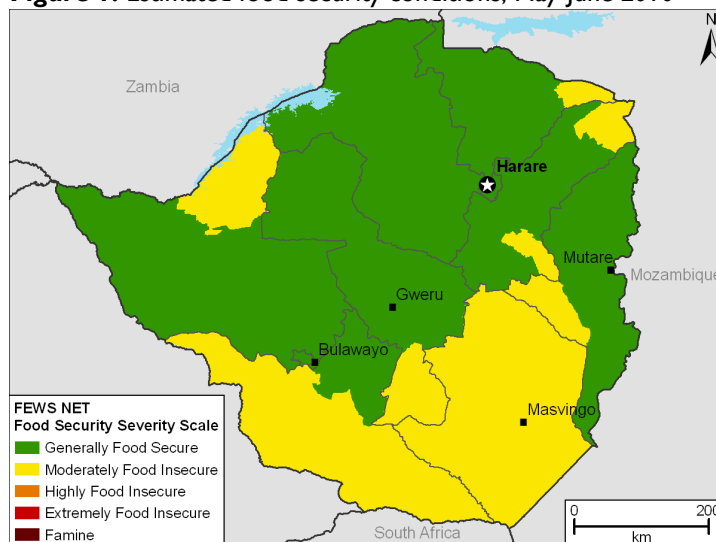 Zambia
N
Harare
Mutare
Mozambique
Gweru
Bulawayo
Masvingo
FEWS NET
Food Security Severity Scale
Generally Food Secure
Moderately Food Insecure
Highly Food Insecure
Extremely Food Insecure
Famine
South Africa
0 200
km